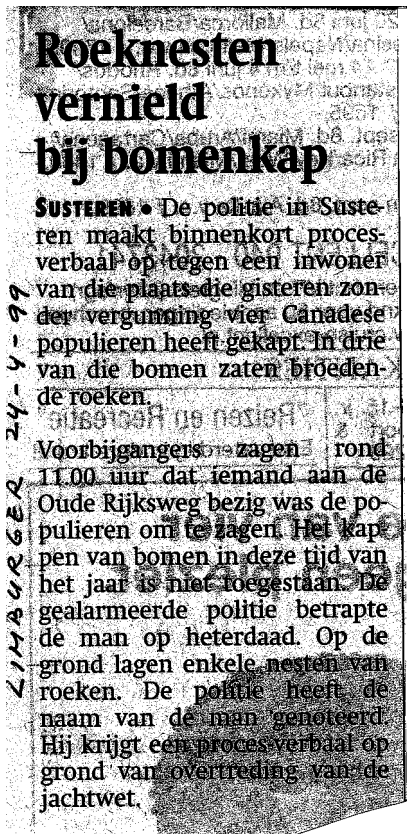 Roeknesten
vernield
bij bomenkap
SUSTEREN • De politie in Suste-
ren maakt binnenkort proces-
verbaal op tegen een inwoner
van die plaats die gisteren zon-
der vergunning vier Canadese
populieren heeft gekapt. In drie
van die bomen zaten broeden-
de roeken.
Voorbijgangers zagen rond
11.00 uur dat iemand aan de
Oude Rijksweg bezig was de po-
pulieren om te zagen. Het kap-
pen van bomen in deze tijd van
het jaar is niet toegestaan. De
gealarmeerde politie betrapte
de man op heterdaad. Op de
grond lagen enkele nesten van
roeken. De politie heeft de
naam van de man genoteerd.
Hij krijgt een proces-verbaal op
grond van overtreding van de
jachtwet.
LIMBURGER 24-4-99